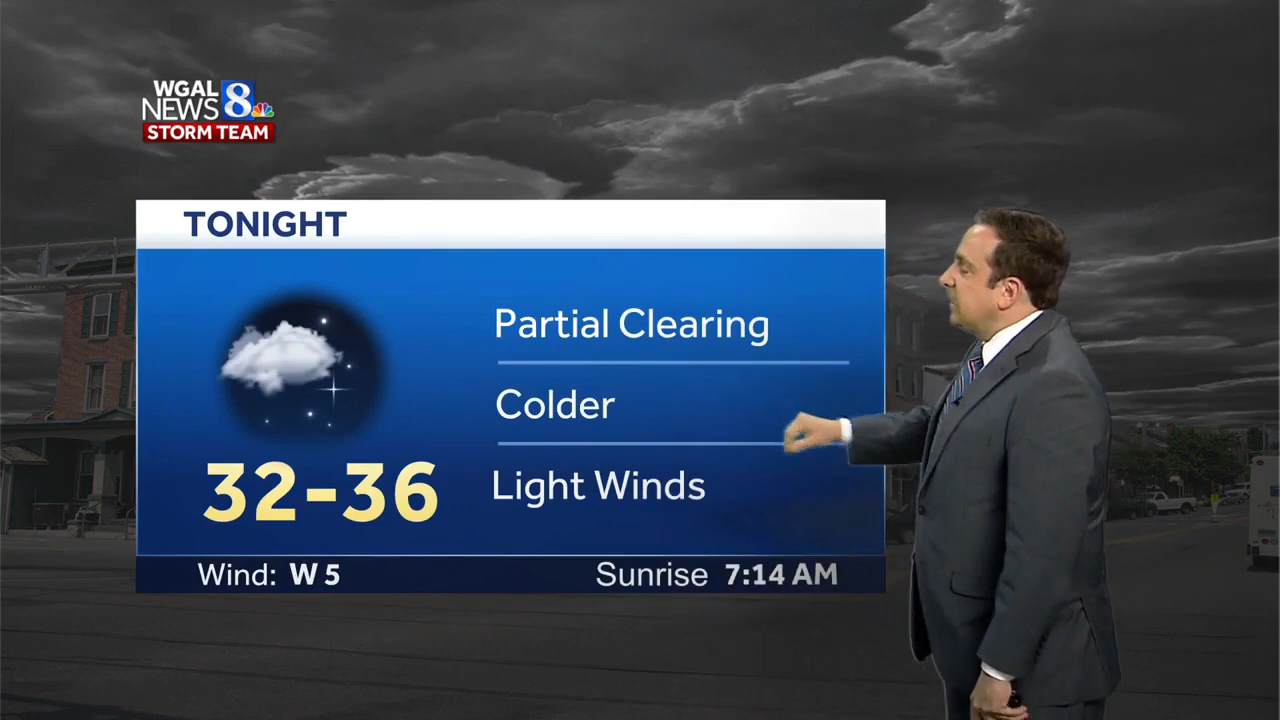 WGAL
NEWS 8
STORM TEAM
TONIGHT
Partial Clearing
Colder
Light Winds
32-36
Wind: W 5
Sunrise 7:14 AM